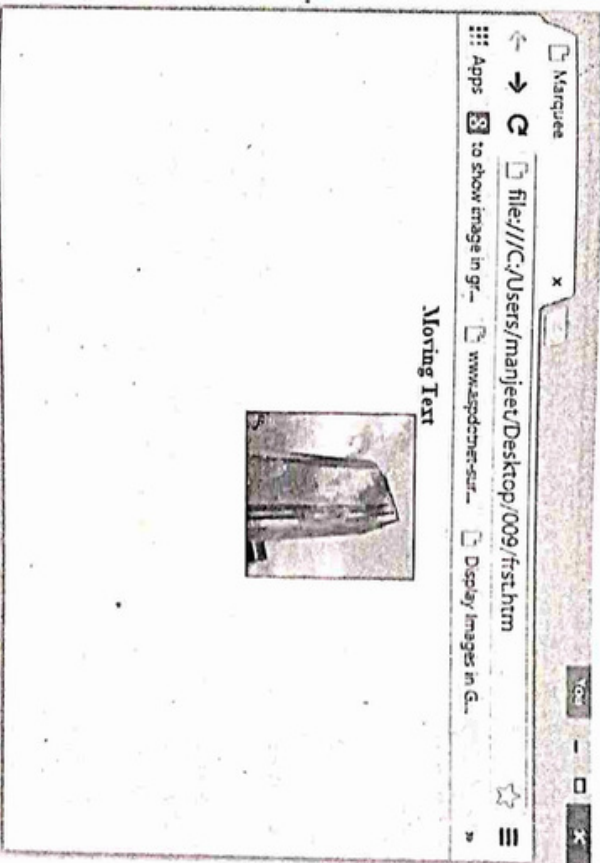 Marquee
You
file:///C:/Users/manjeet/Desktop/009/frst.htm
Apps
to show image in gr...
www.aspdotnet-sur...
Display Images in G...
Moving Text